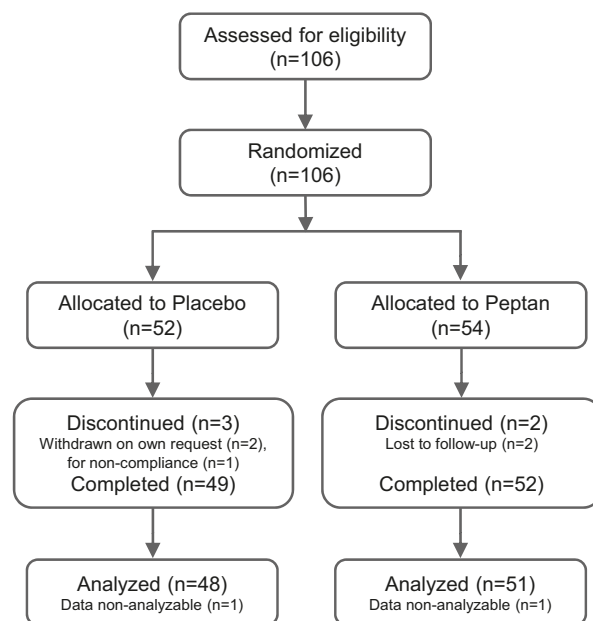 Assessed for eligibility
(n=106)
Randomized
(n=106)
Allocated to Placebo
(n=52)
Allocated to Peptan
(n=54)
Discontinued (n=3)
Withdrawn on own request (n=2),
for non-compliance (n=1)
Completed (n=49)
Discontinued (n=2)
Lost to follow-up (n=2)
Completed (n=52)
Analyzed (n=48)
Data non-analyzable (n=1)
Analyzed (n=51)
Data non-analyzable (n=1)